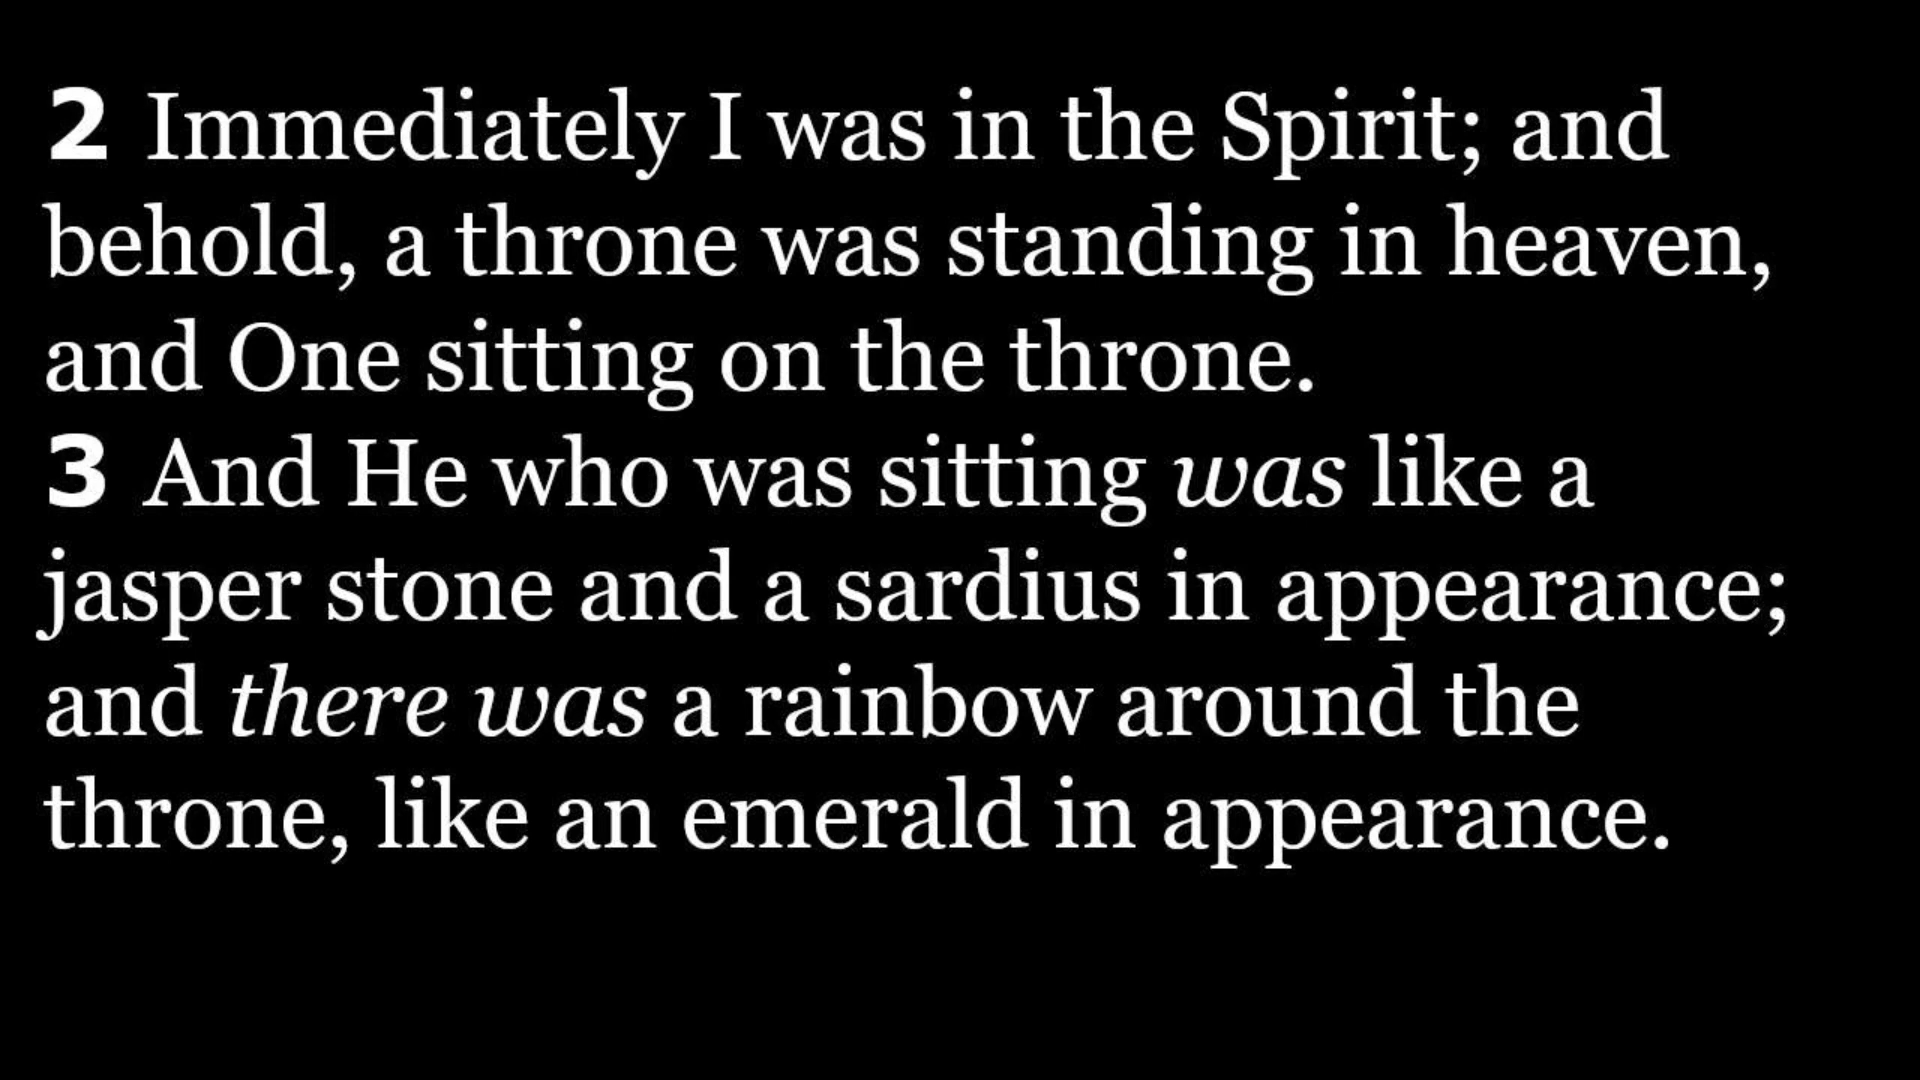 2 Immediately I was in the Spirit; and
behold, a throne was standing in heaven,
and One sitting on the throne.
3 And He who was sitting was like a
jasper stone and a sardius in appearance;
and there was a rainbow around the
throne, like an emerald in appearance.